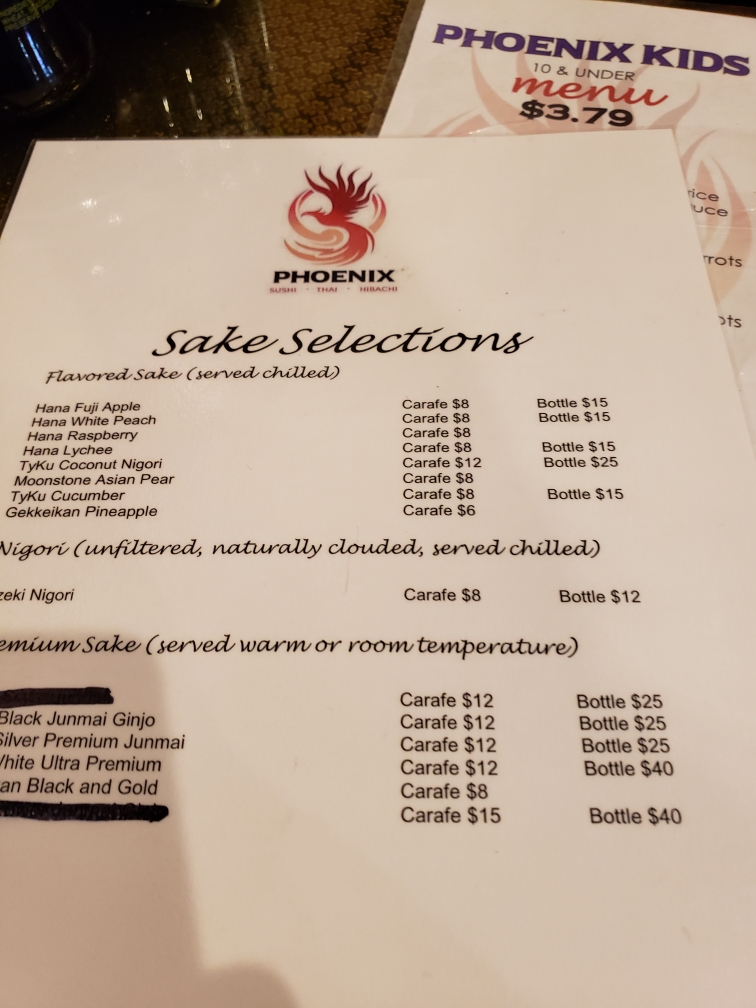 PHOENIX KIDS
10 & UNDER
menu
$3.79
rice
uce
rrots
ots
PHOENIX
SUSHI · THAI · HIBACHI
Sake Selections
Flavored Sake (served chilled)
Hana Fuji Apple Carafe $8 Bottle $15
Hana White Peach Carafe $8 Bottle $15
Hana Raspberry Carafe $8
Hana Lychee Carafe $8 Bottle $15
TyKu Coconut Nigori Carafe $12 Bottle $25
Moonstone Asian Pear Carafe $8
TyKu Cucumber Carafe $8 Bottle $15
Gekkeikan Pineapple Carafe $6
Nigori (unfiltered, naturally clouded, served chilled)
zeki Nigori Carafe $8 Bottle $12
emium Sake (served warm or room temperature)
Carafe $12 Bottle $25
Black Junmai Ginjo Carafe $12 Bottle $25
Silver Premium Junmai Carafe $12 Bottle $25
White Ultra Premium Carafe $12 Bottle $40
an Black and Gold Carafe $8
Carafe $15 Bottle $40